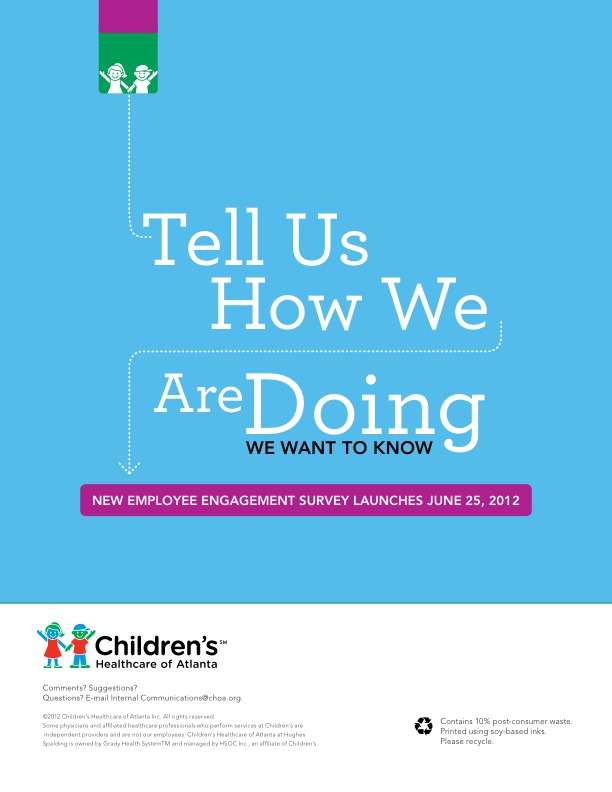 Tell Us
How We
Are Doing
WE WANT TO KNOW
NEW EMPLOYEE ENGAGEMENT SURVEY LAUNCHES JUNE 25, 2012
Children's℠
Healthcare of Atlanta
Comments? Suggestions?
Questions? E-mail Internal.Communications@choa.org.
©2012 Children's Healthcare of Atlanta Inc. All rights reserved.
Some physicians and affiliated healthcare professionals who perform services at Children's are
independent providers and are not our employees. Children's Healthcare of Atlanta at Hughes
Spalding is owned by Grady Health SystemTM and managed by HSOC Inc., an affiliate of Children's.
Contains 10% post-consumer waste.
Printed using soy-based inks.
Please recycle.